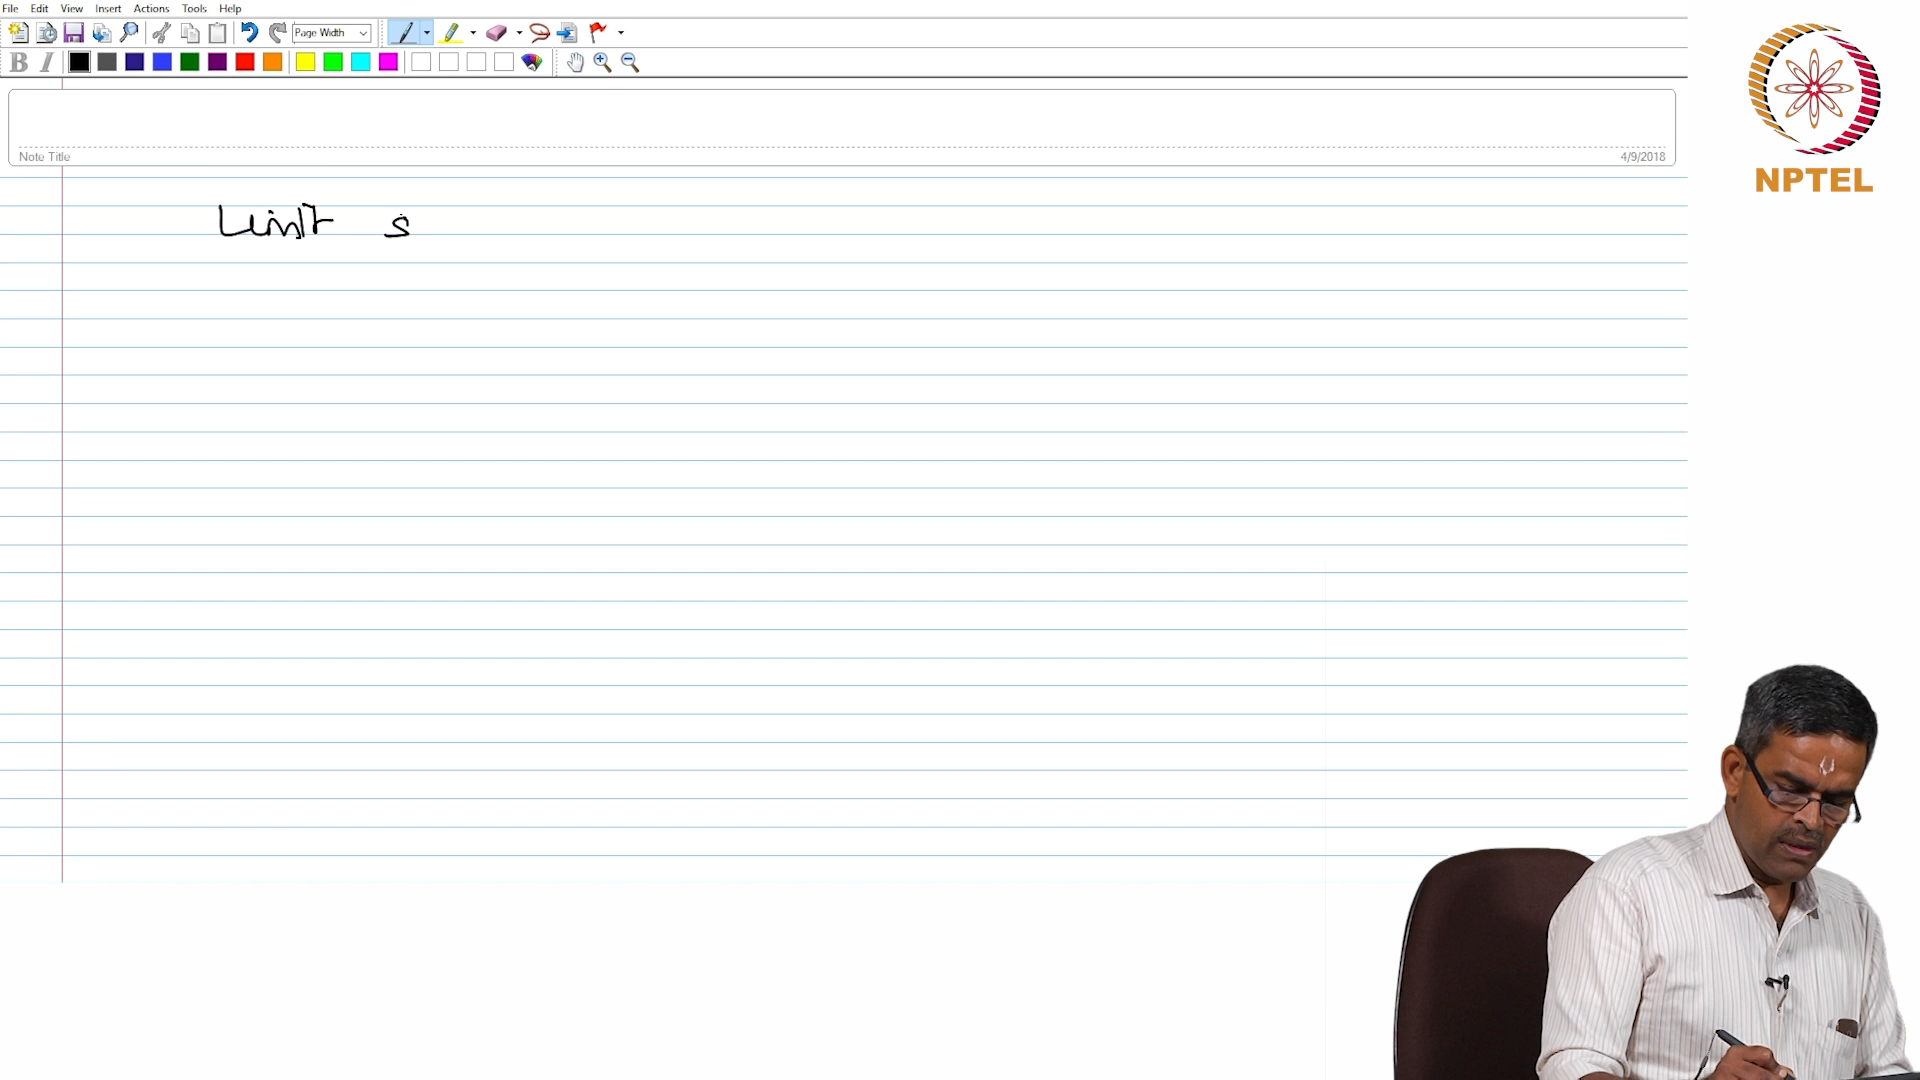 File Edit View Insert Actions Tools Help
Page Width
B I
Note Title
4/9/2018
Limit s
NPTEL